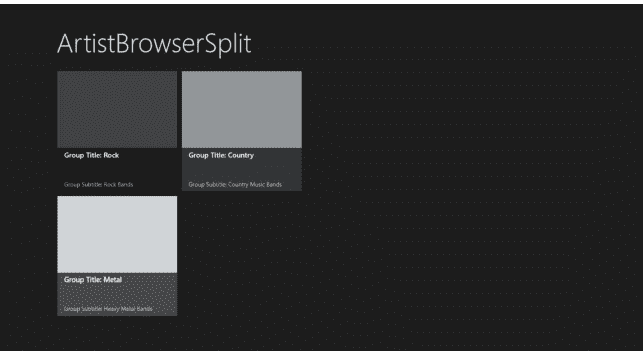 ArtistBrowserSplit
Group Title: Rock
Group Subtitle: Rock Bands
Group Title: Country
Group Subtitle: Country Music Bands
Group Title: Metal
Group Subtitle: Heavy Metal Bands